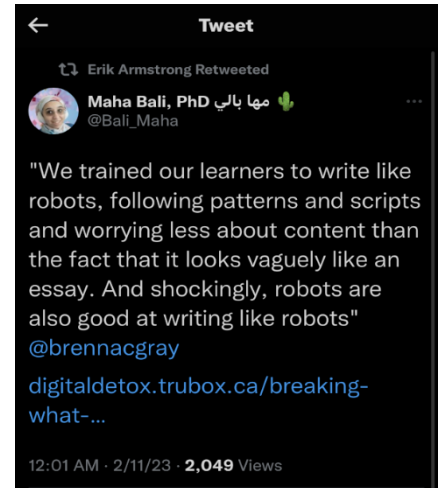 Tweet
Erik Armstrong Retweeted
Maha Bali, PhD مها بالي 🌵
@Bali_Maha
"We trained our learners to write like
robots, following patterns and scripts
and worrying less about content than
the fact that it looks vaguely like an
essay. And shockingly, robots are
also good at writing like robots"
@brennacgray
digitaldetox.trubox.ca/breaking-
what-...
12:01 AM · 2/11/23 · 2,049 Views